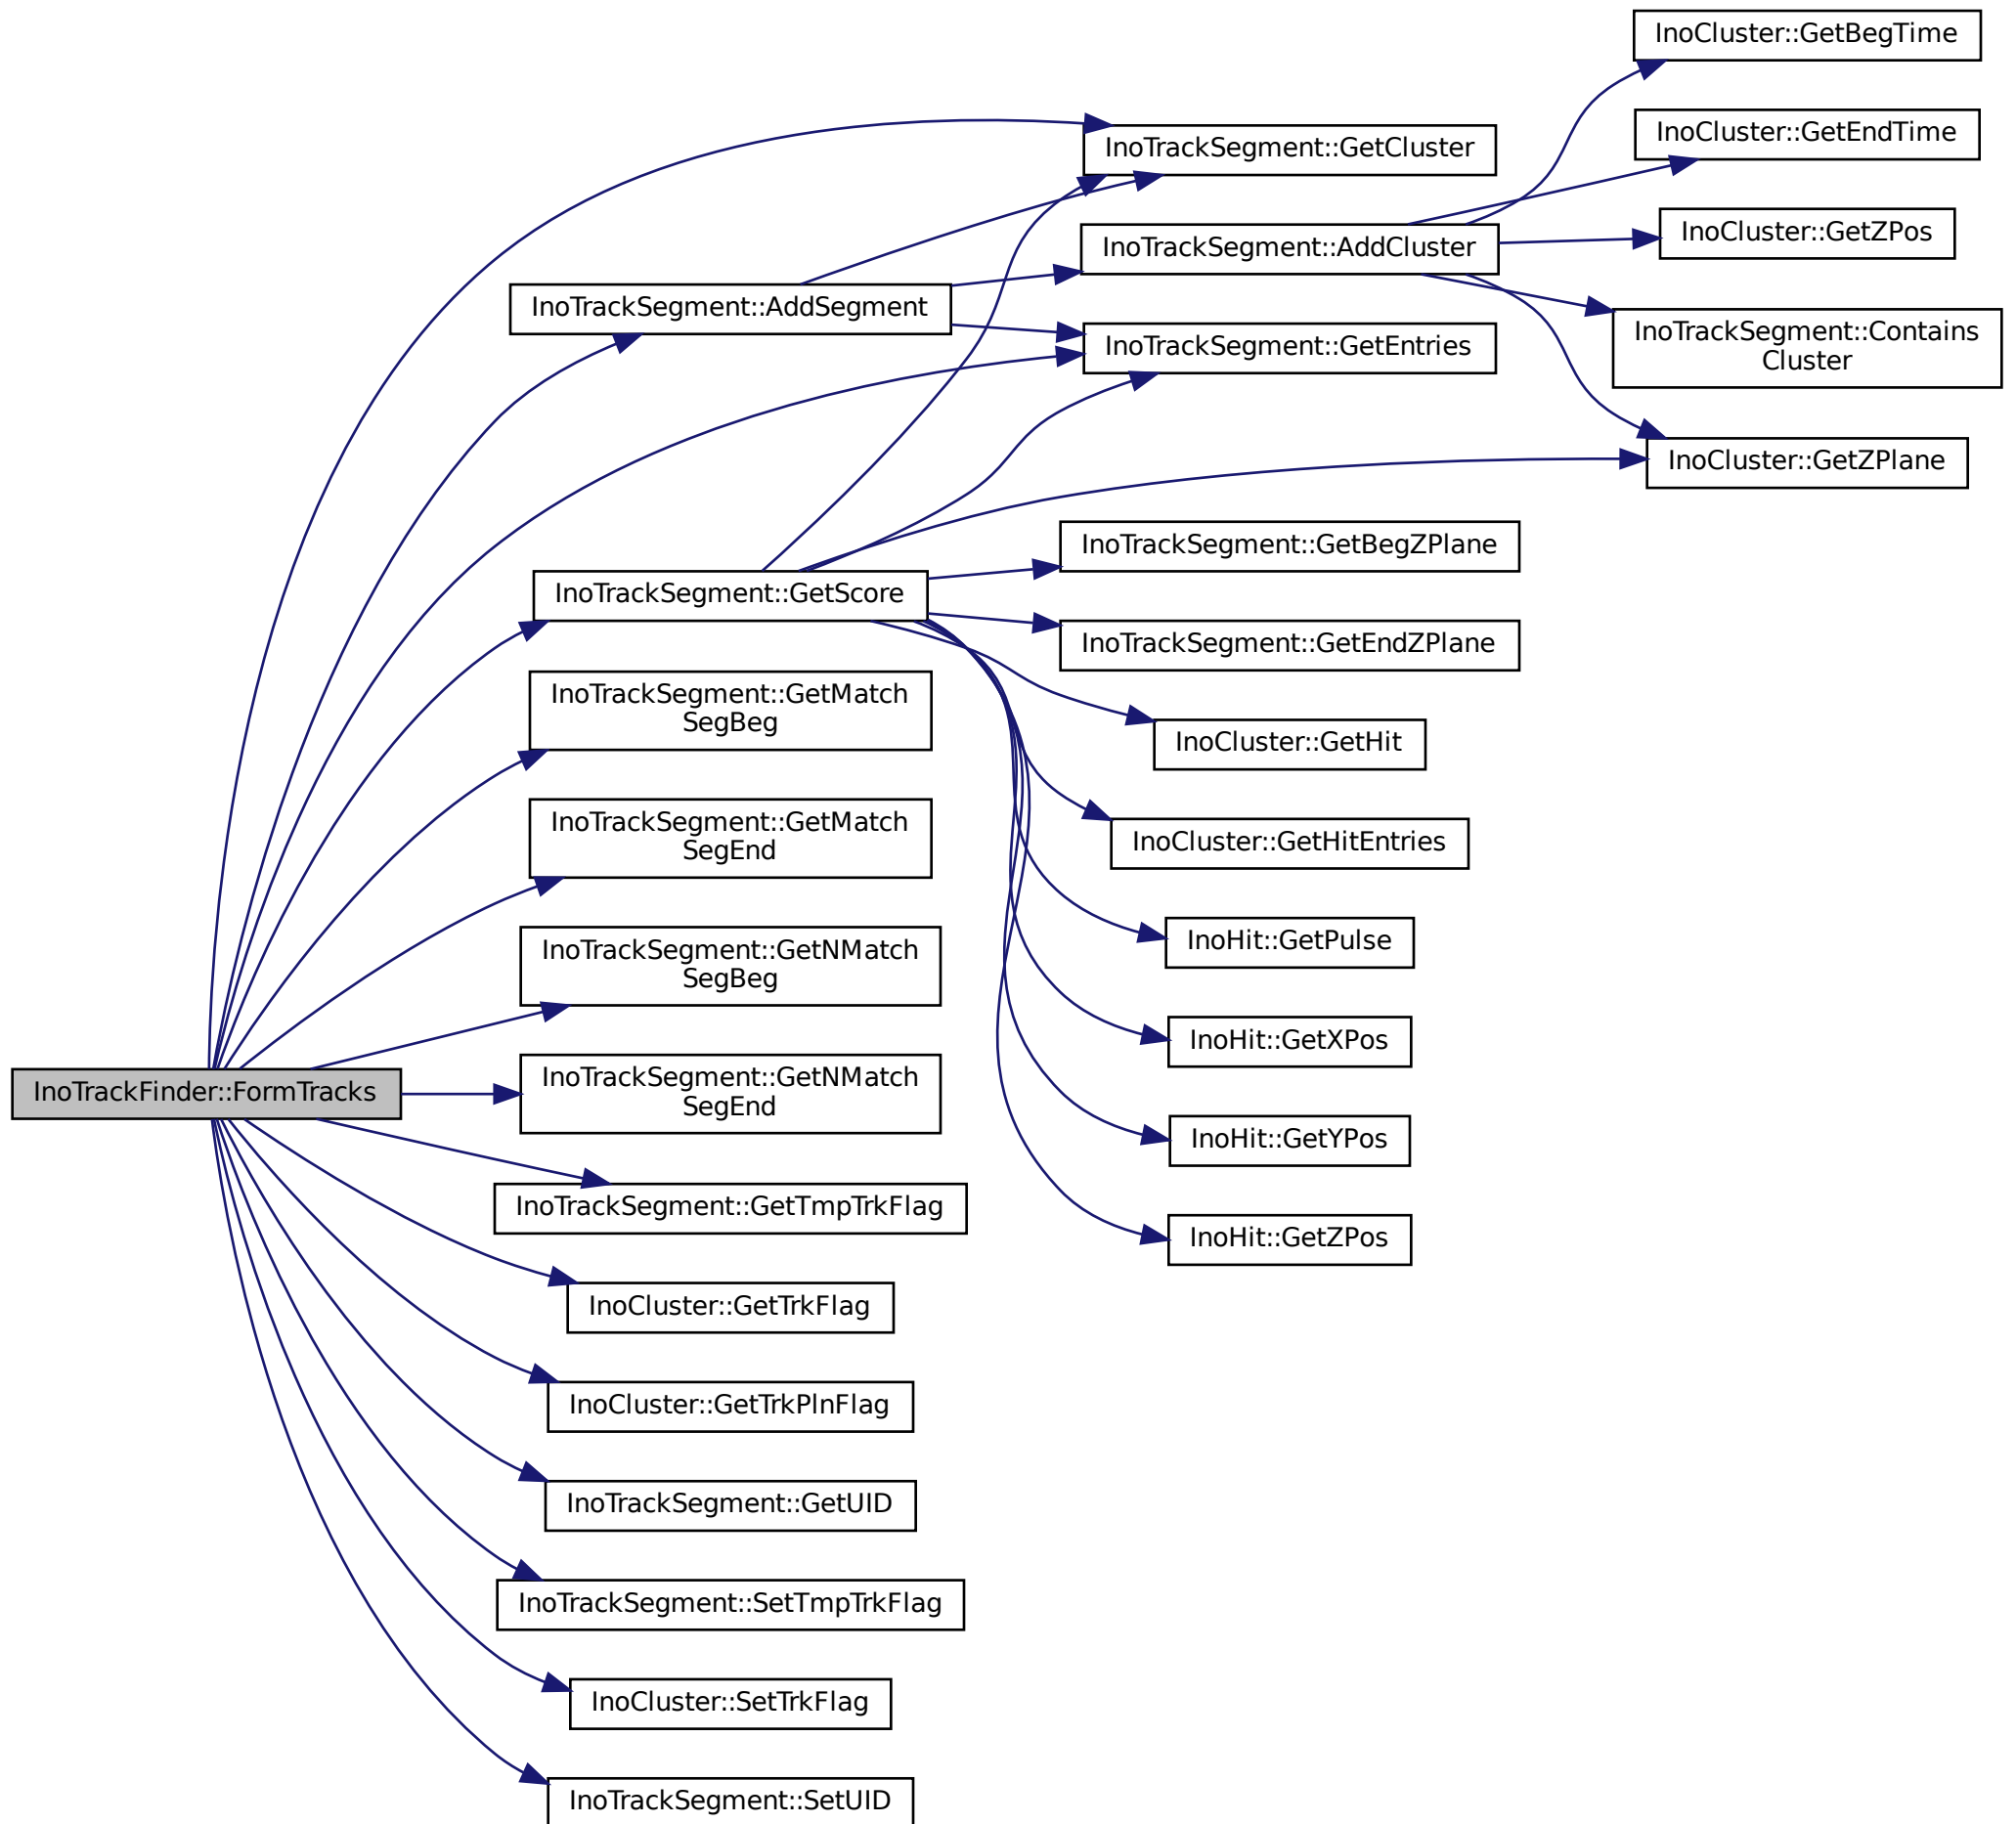 InoCluster::GetBegTime
InoCluster::GetEndTime
InoTrackSegment::GetCluster
InoCluster::GetZPos
InoTrackSegment::AddCluster
InoTrackSegment::AddSegment
InoTrackSegment::Contains
Cluster
InoTrackSegment::GetEntries
InoCluster::GetZPlane
InoTrackSegment::GetBegZPlane
InoTrackSegment::GetScore
InoTrackSegment::GetEndZPlane
InoTrackSegment::GetMatch
SegBeg
InoCluster::GetHit
InoTrackSegment::GetMatch
SegEnd
InoCluster::GetHitEntries
InoTrackSegment::GetNMatch
SegBeg
InoHit::GetPulse
InoHit::GetXPos
InoTrackFinder::FormTracks
InoTrackSegment::GetNMatch
SegEnd
InoHit::GetYPos
InoTrackSegment::GetTmpTrkFlag
InoHit::GetZPos
InoCluster::GetTrkFlag
InoCluster::GetTrkPlnFlag
InoTrackSegment::GetUID
InoTrackSegment::SetTmpTrkFlag
InoCluster::SetTrkFlag
InoTrackSegment::SetUID